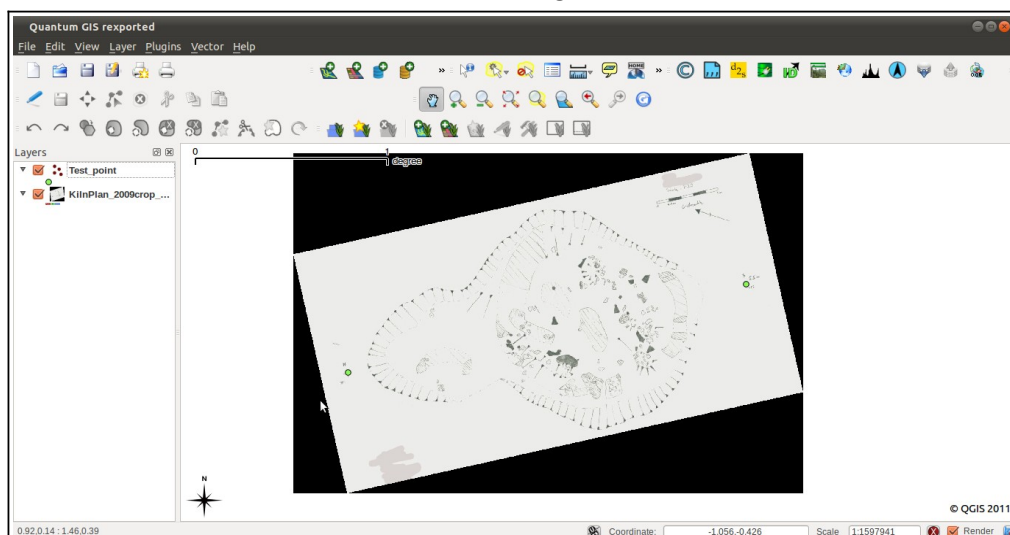 Quantum GIS rexported
File Edit View Layer Plugins Vector Help
Layers
Test_point
KilnPlan_2009crop_...
0 1
degree
N
© QGIS 2011
0.92,0.14 : 1.46,0.39 Coordinate: -1.056,-0.426 Scale 1:1597941 Render